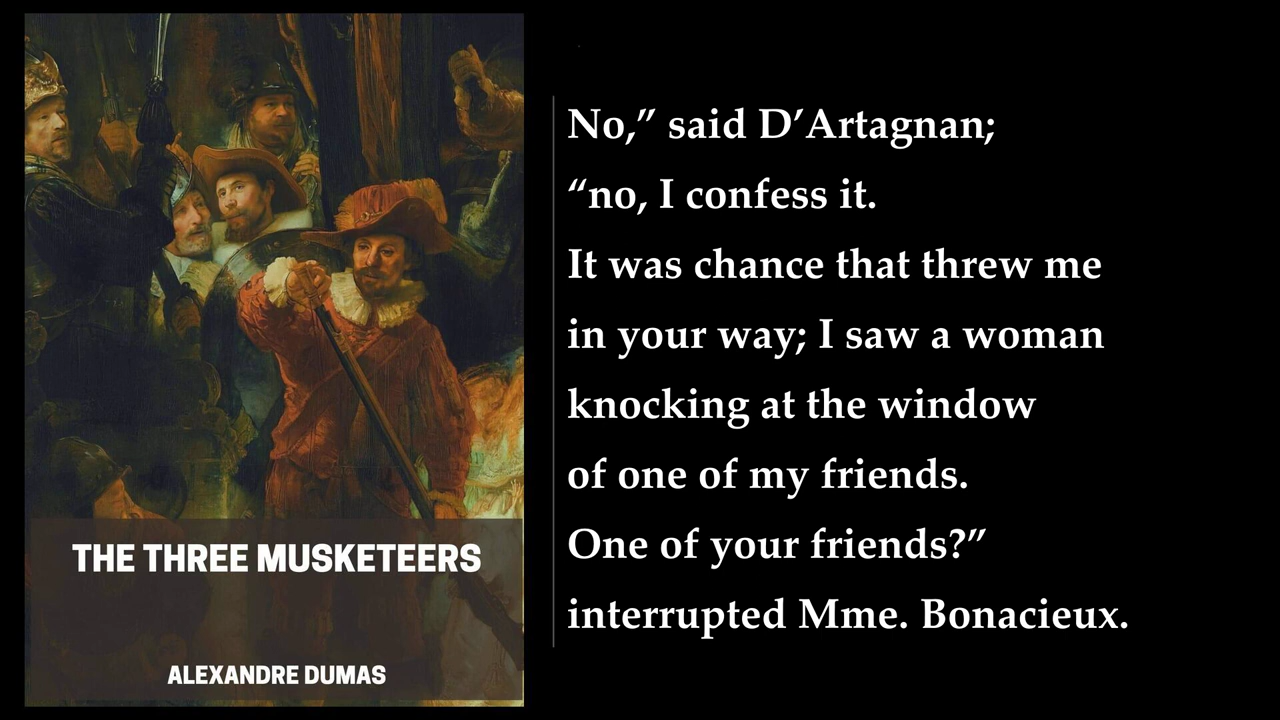 THE THREE MUSKETEERS
ALEXANDRE DUMAS
No,” said D’Artagnan;
“no, I confess it.
It was chance that threw me
in your way; I saw a woman
knocking at the window
of one of my friends.
One of your friends?”
interrupted Mme. Bonacieux.